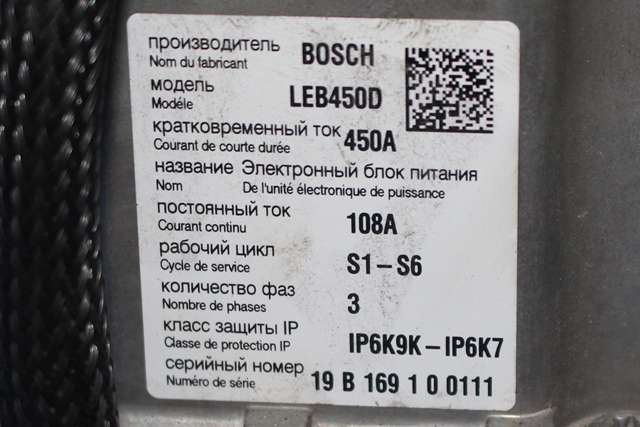 производитель BOSCH
Nom du fabricant
модель LEB450D
Modéle
кратковременный ток 450A
Courant de courte durée
название Электронный блок питания
Nom De l'unité électronique de puissance
постоянный ток 108A
Courant continu
рабочий цикл S1–S6
Cycle de service
количество фаз 3
Nombre de phases
класс защиты IP IP6K9K–IP6K7
Classe de protection IP
серийный номер 19 B 169 1 0 0111
Numéro de série